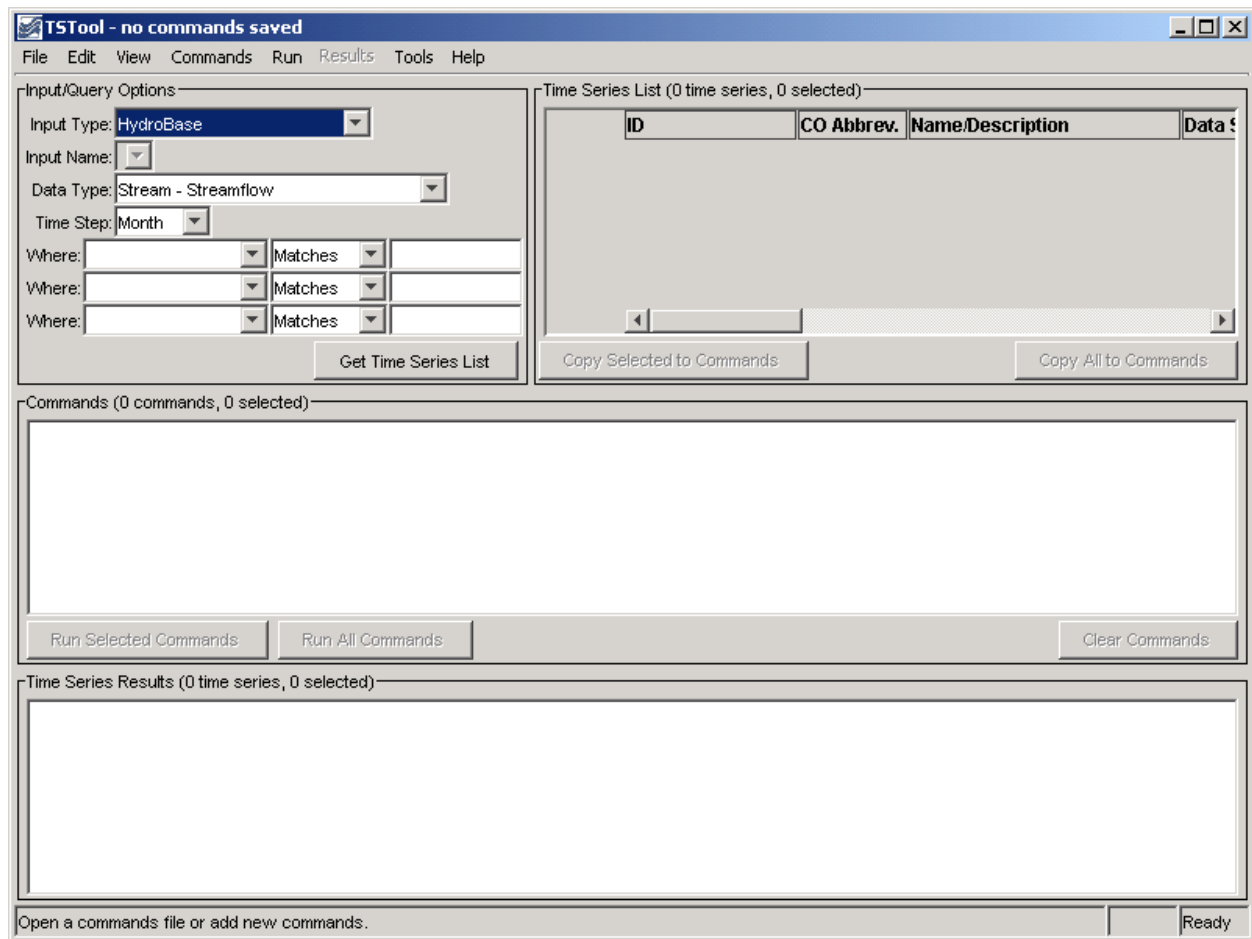 TSTool - no commands saved
File Edit View Commands Run Results Tools Help
Input/Query Options
Input Type: HydroBase
Input Name:
Data Type: Stream - Streamflow
Time Step: Month
Where: Matches
Where: Matches
Where: Matches
Get Time Series List
Time Series List (0 time series, 0 selected)
ID CO Abbrev. Name/Description Data
Copy Selected to Commands Copy All to Commands
Commands (0 commands, 0 selected)
Run Selected Commands Run All Commands Clear Commands
Time Series Results (0 time series, 0 selected)
Open a commands file or add new commands. Ready